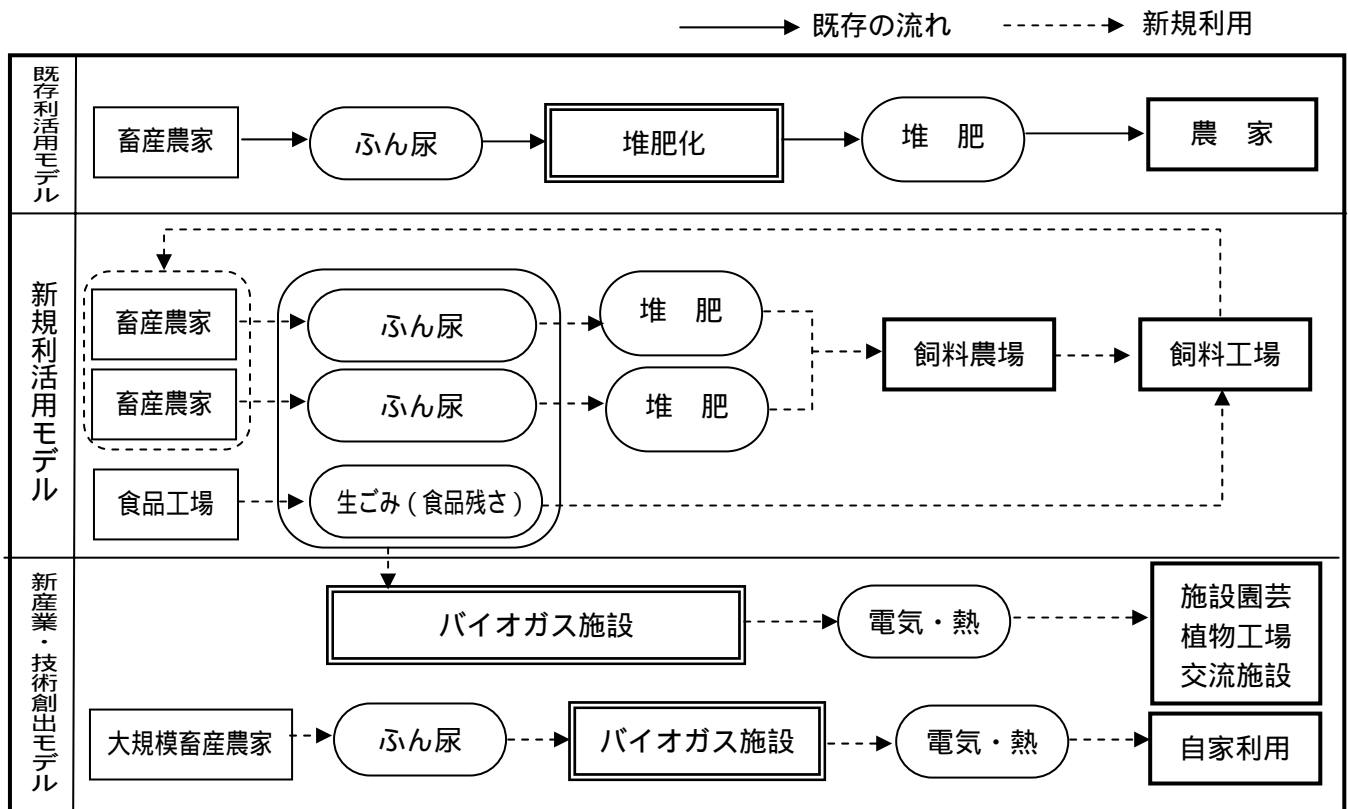 既存の流れ
新規利用
既存利活用モデル
畜産農家
ふん尿
堆肥化
堆　肥
農　家
新規利活用モデル
畜産農家
ふん尿
堆　肥
飼料農場
飼料工場
畜産農家
ふん尿
堆　肥
食品工場
生ごみ（食品残さ）
新産業・技術創出モデル
バイオガス施設
電気・熱
施設園芸
植物工場
交流施設
大規模畜産農家
ふん尿
バイオガス施設
電気・熱
自家利用